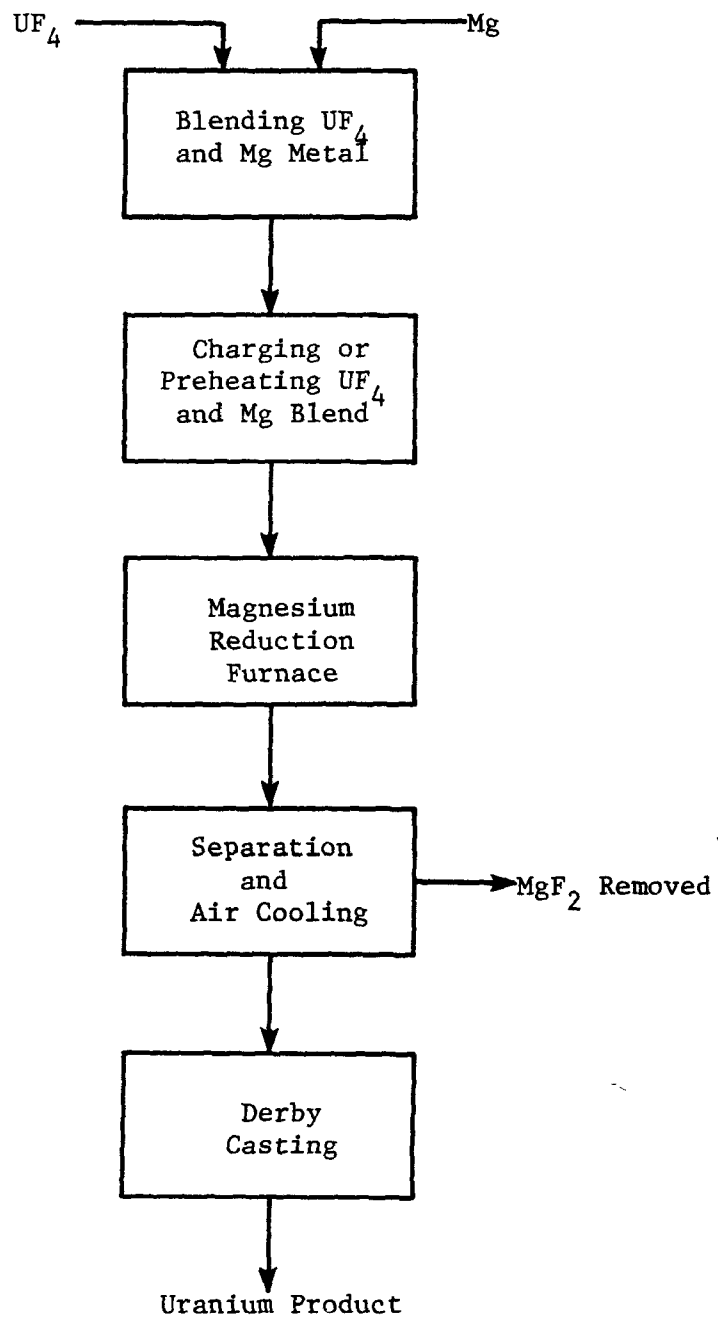 UF4
Mg
Blending UF4
and Mg Metal
Charging or
Preheating UF4
and Mg Blend
Magnesium
Reduction
Furnace
Separation
and
Air Cooling
MgF2 Removed
Derby
Casting
Uranium Product